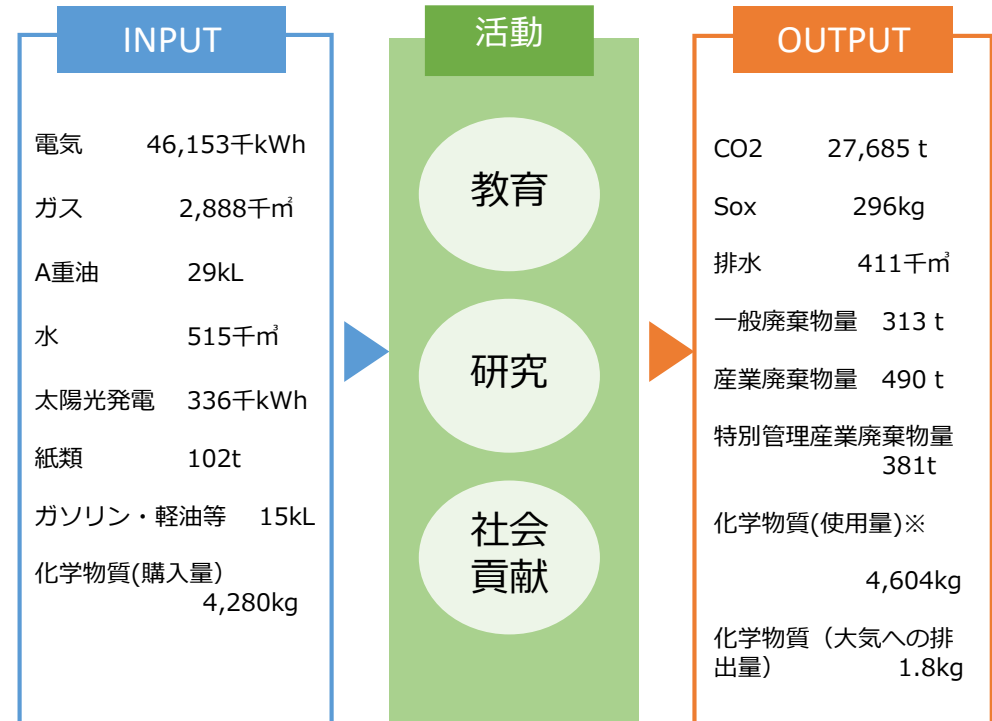 INPUT
電気 46,153千kWh
ガス 2,888千㎥
A重油 29kL
水 515千㎥
太陽光発電 336千kWh
紙類 102t
ガソリン・軽油等 15kL
化学物質(購入量）
4,280kg
活動
教育
研究
社会
貢献
OUTPUT
CO2 27,685 t
Sox 296kg
排水 411千㎥
一般廃棄物量 313 t
産業廃棄物量 490 t
特別管理産業廃棄物量
381t
化学物質(使用量)※
4,604kg
化学物質（大気への排
出量） 1.8kg